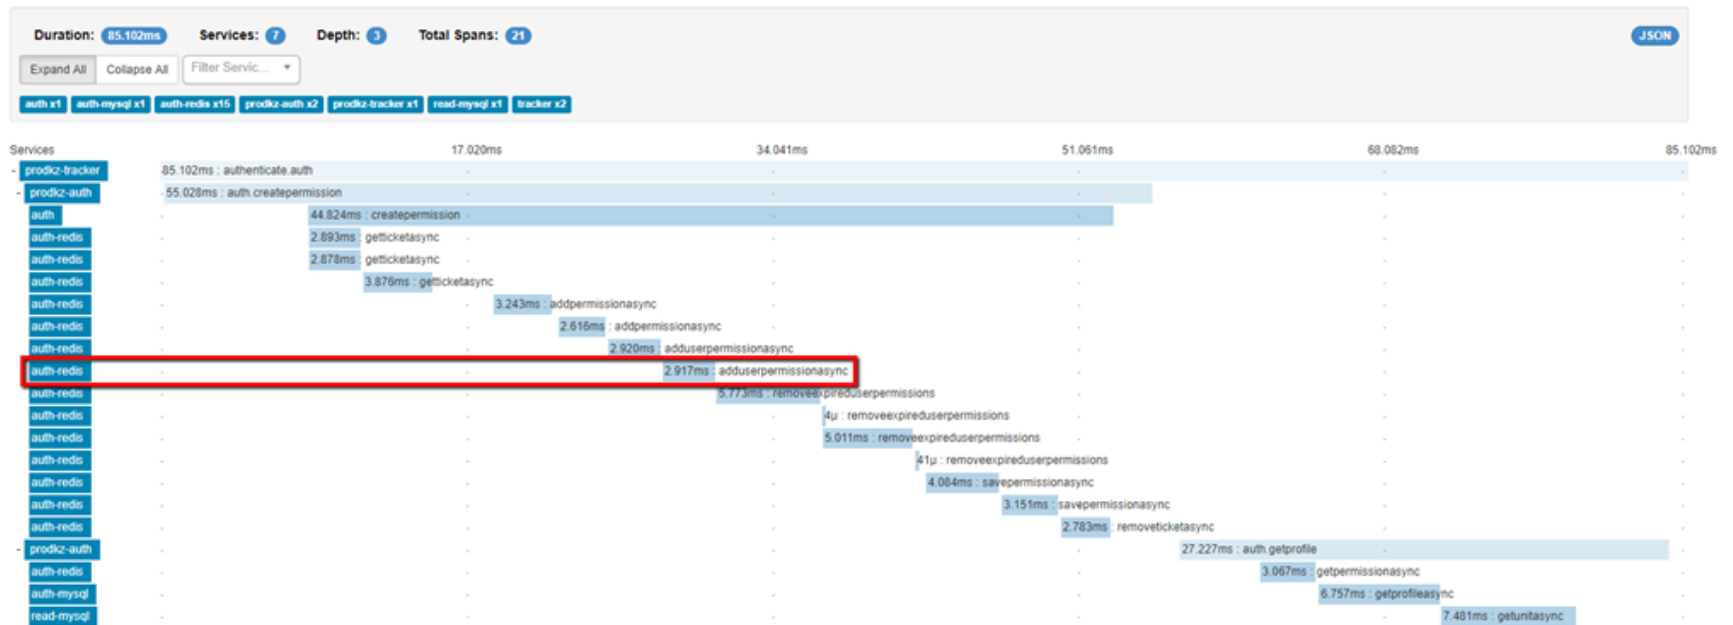 Duration: 85.102ms Services: 7 Depth: 3 Total Spans: 21 JSON
Expand All Collapse All Filter Servic...
auth x1 auth-mysql x1 auth-redis x15 prodkz-auth x2 prodkz-tracker x1 read-mysql x1 tracker x2
Services 17.020ms 34.041ms 51.061ms 68.082ms 85.102ms
- prodkz-tracker 85.102ms : authenticate.auth
- prodkz-auth 55.028ms : auth.createpermission
auth 44.824ms : createpermission
auth-redis 2.893ms : getticketasync
auth-redis 2.878ms : getticketasync
auth-redis 3.876ms : getticketasync
auth-redis 3.243ms : addpermissionasync
auth-redis 2.616ms : addpermissionasync
auth-redis 2.920ms : adduserpermissionasync
auth-redis 2.917ms : adduserpermissionasync
auth-redis 5.773ms : removeexpireduserpermissions
auth-redis 4μ : removeexpireduserpermissions
auth-redis 5.011ms : removeexpireduserpermissions
auth-redis 41μ : removeexpireduserpermissions
auth-redis 4.084ms : savepermissionasync
auth-redis 3.151ms : savepermissionasync
auth-redis 2.783ms : removeticketasync
- prodkz-auth 27.227ms : auth.getprofile
auth-redis 3.067ms : getpermissionasync
auth-mysql 6.757ms : getprofileasync
read-mysql 7.481ms : getunitasync